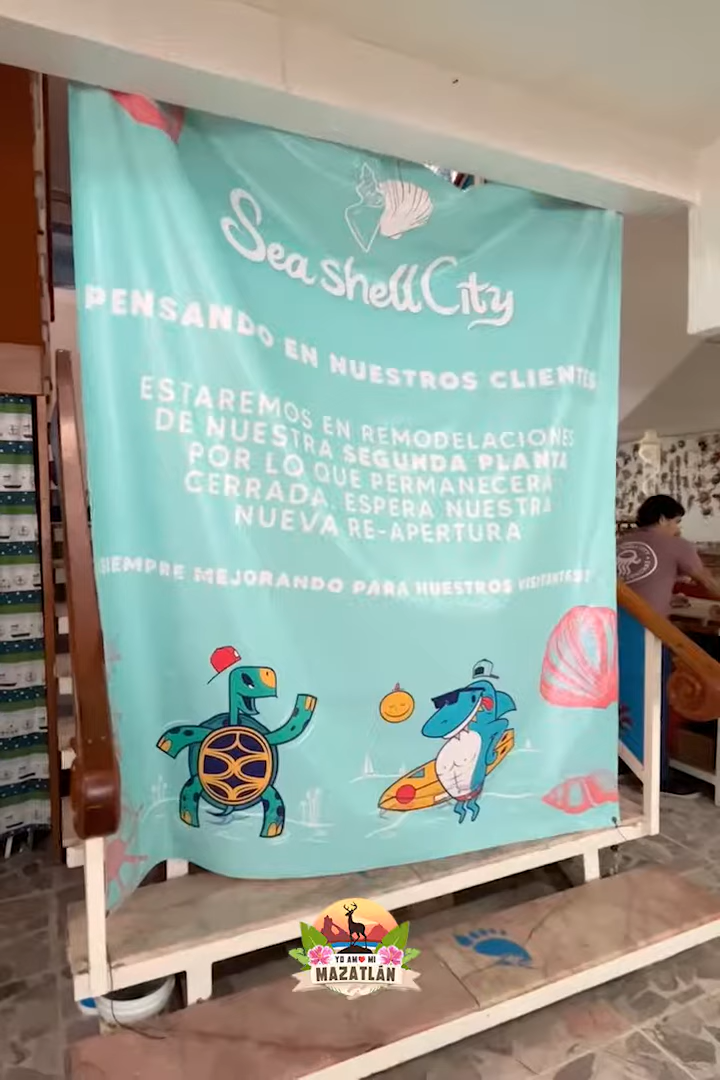 Sea shell City
PENSANDO EN NUESTROS CLIENTES
ESTAREMOS EN REMODELACIONES
DE NUESTRA SEGUNDA PLANTA
POR LO QUE PERMANECERÁ
CERRADA, ESPERA NUESTRA
NUEVA RE-APERTURA
SIEMPRE MEJORANDO PARA NUESTROS VISITANTES
YO AMO MI
MAZATLÁN